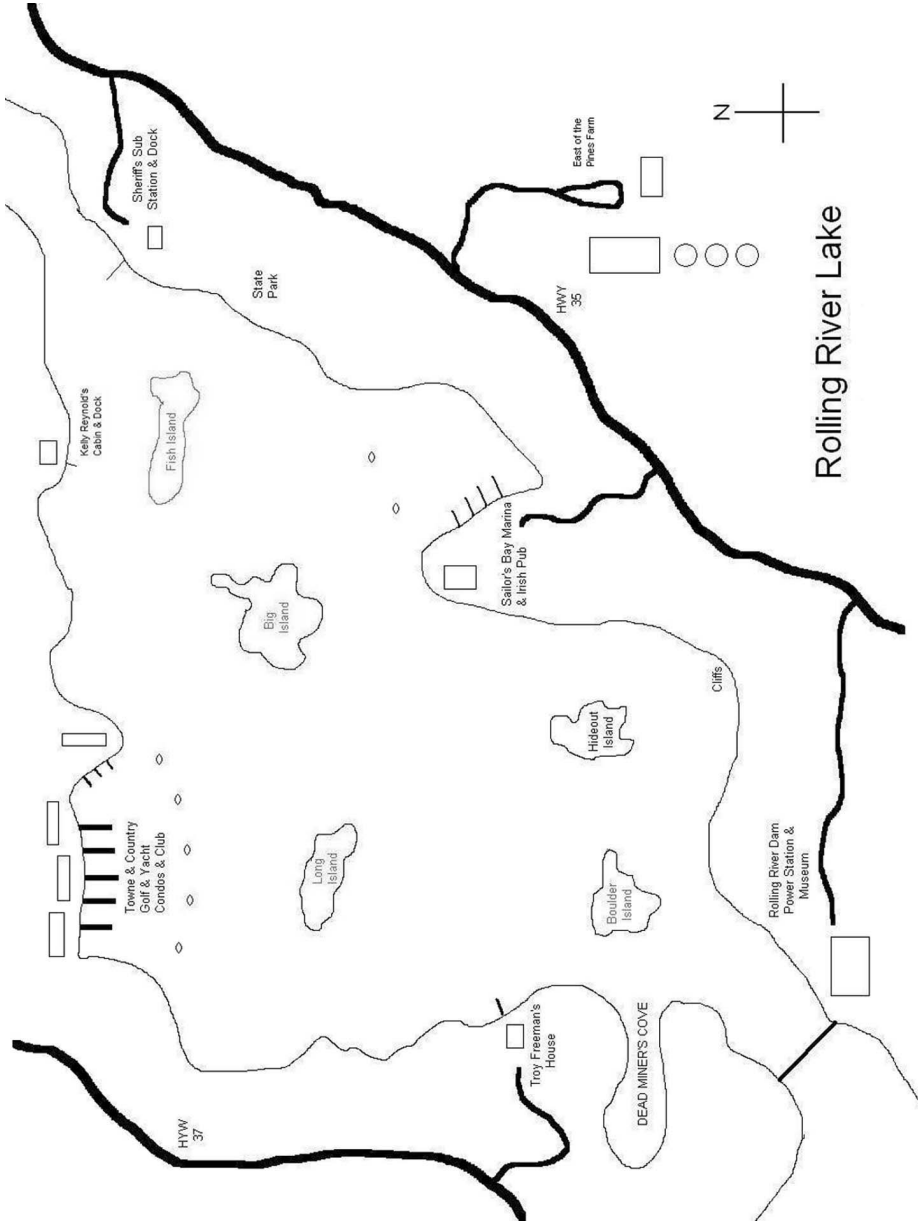 Sheriff's Sub
Station & Dock
State
Park
East of the
Pines Farm
N
HWY
35
Rolling River Lake
Kelly Reynold's
Cabin & Dock
Fish Island
Big
Island
Sailor's Bay Marina
& Irish Pub
Cliffs
Hideout
Island
Towne & Country
Golf & Yacht
Condos & Club
Long
Island
Boulder
Island
Rolling River Dam
Power Station &
Museum
HYW
37
Troy Freeman's
House
DEAD MINER'S COVE